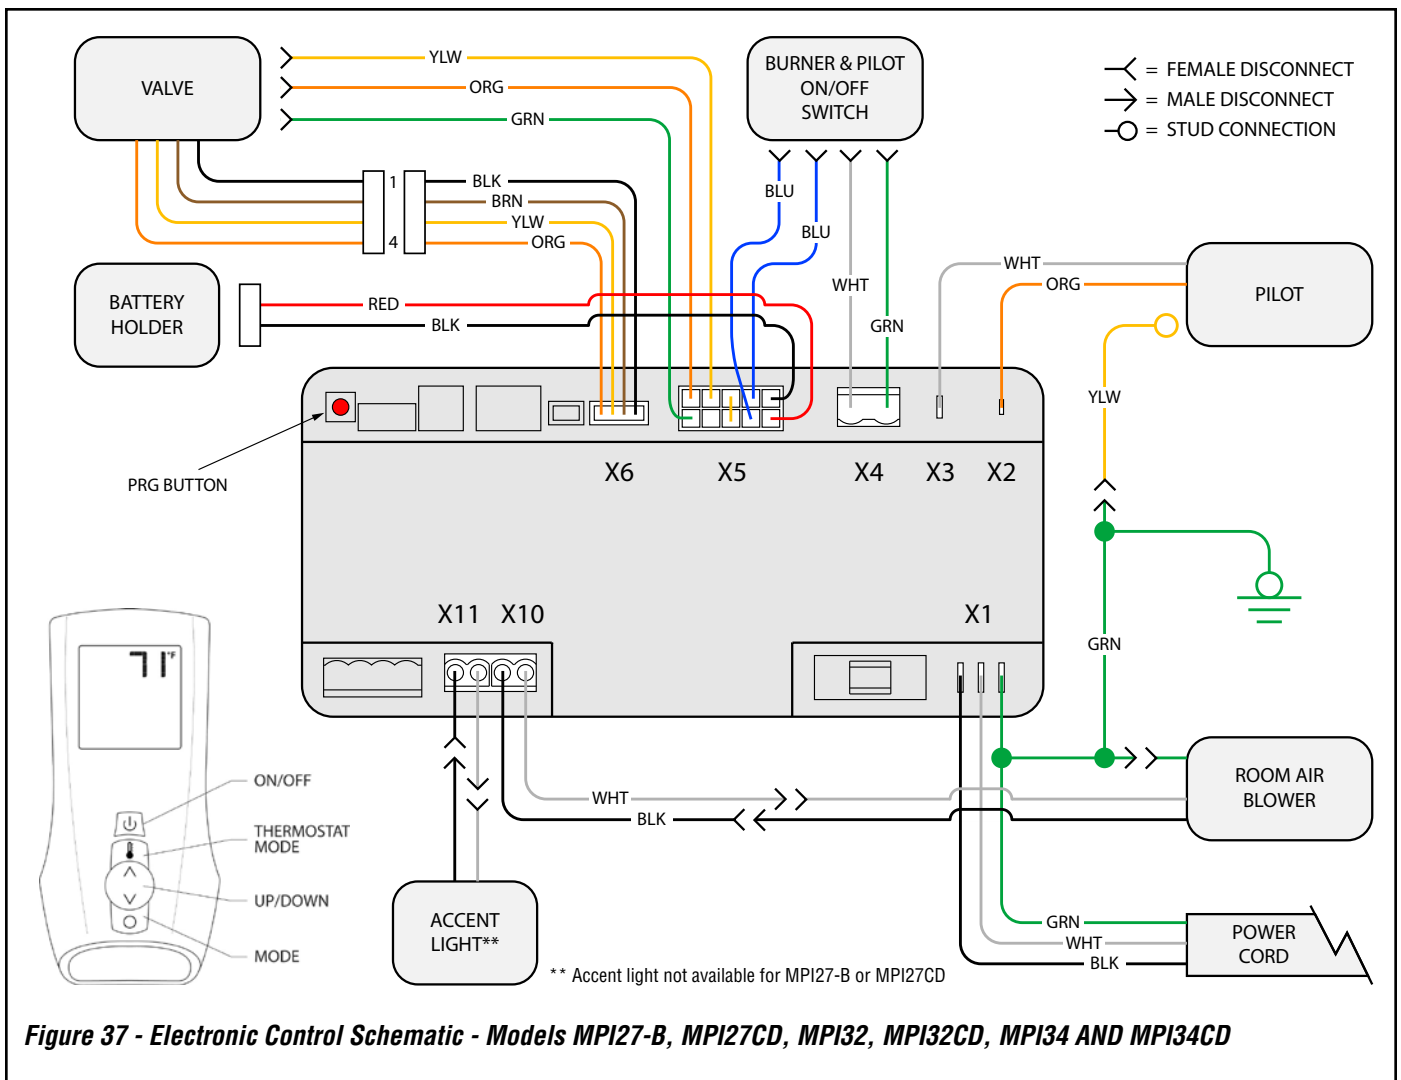 VALVE
YLW
ORG
GRN
BURNER & PILOT
ON/OFF
SWITCH
= FEMALE DISCONNECT
= MALE DISCONNECT
= STUD CONNECTION
1
BLK
BRN
YLW
4
ORG
BLU
BLU
WHT
GRN
BATTERY
HOLDER
RED
BLK
WHT
ORG
PILOT
YLW
PRG BUTTON
X6
X5
X4
X3
X2
X11
X10
X1
GRN
71°F
ON/OFF
THERMOSTAT
MODE
UP/DOWN
MODE
WHT
BLK
ROOM AIR
BLOWER
ACCENT
LIGHT**
GRN
WHT
BLK
POWER
CORD
** Accent light not available for MPI27-B or MPI27CD
Figure 37 - Electronic Control Schematic - Models MPI27-B, MPI27CD, MPI32, MPI32CD, MPI34 AND MPI34CD